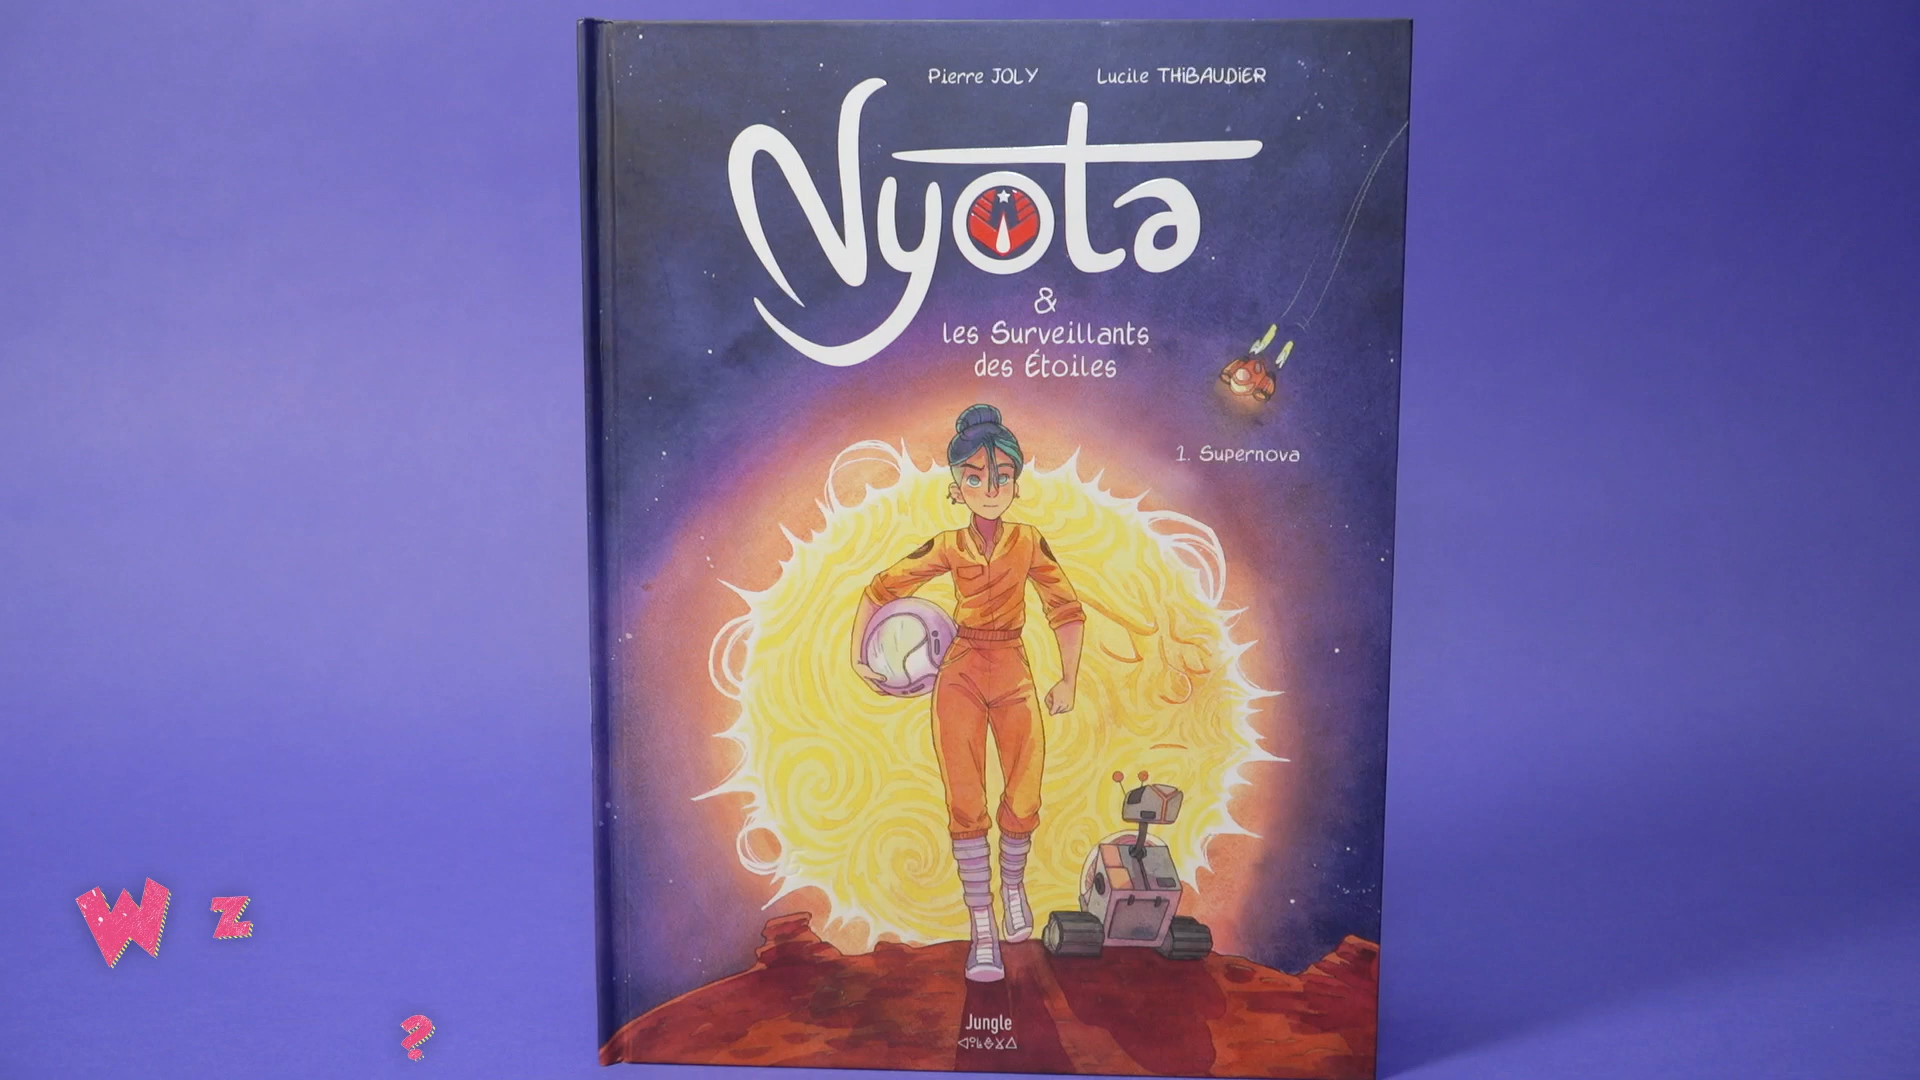 Pierre JOLY Lucile THiBAUDiER
Nyota
&
les Surveillants
des Étoiles
1. Supernova
Jungle
W z
?